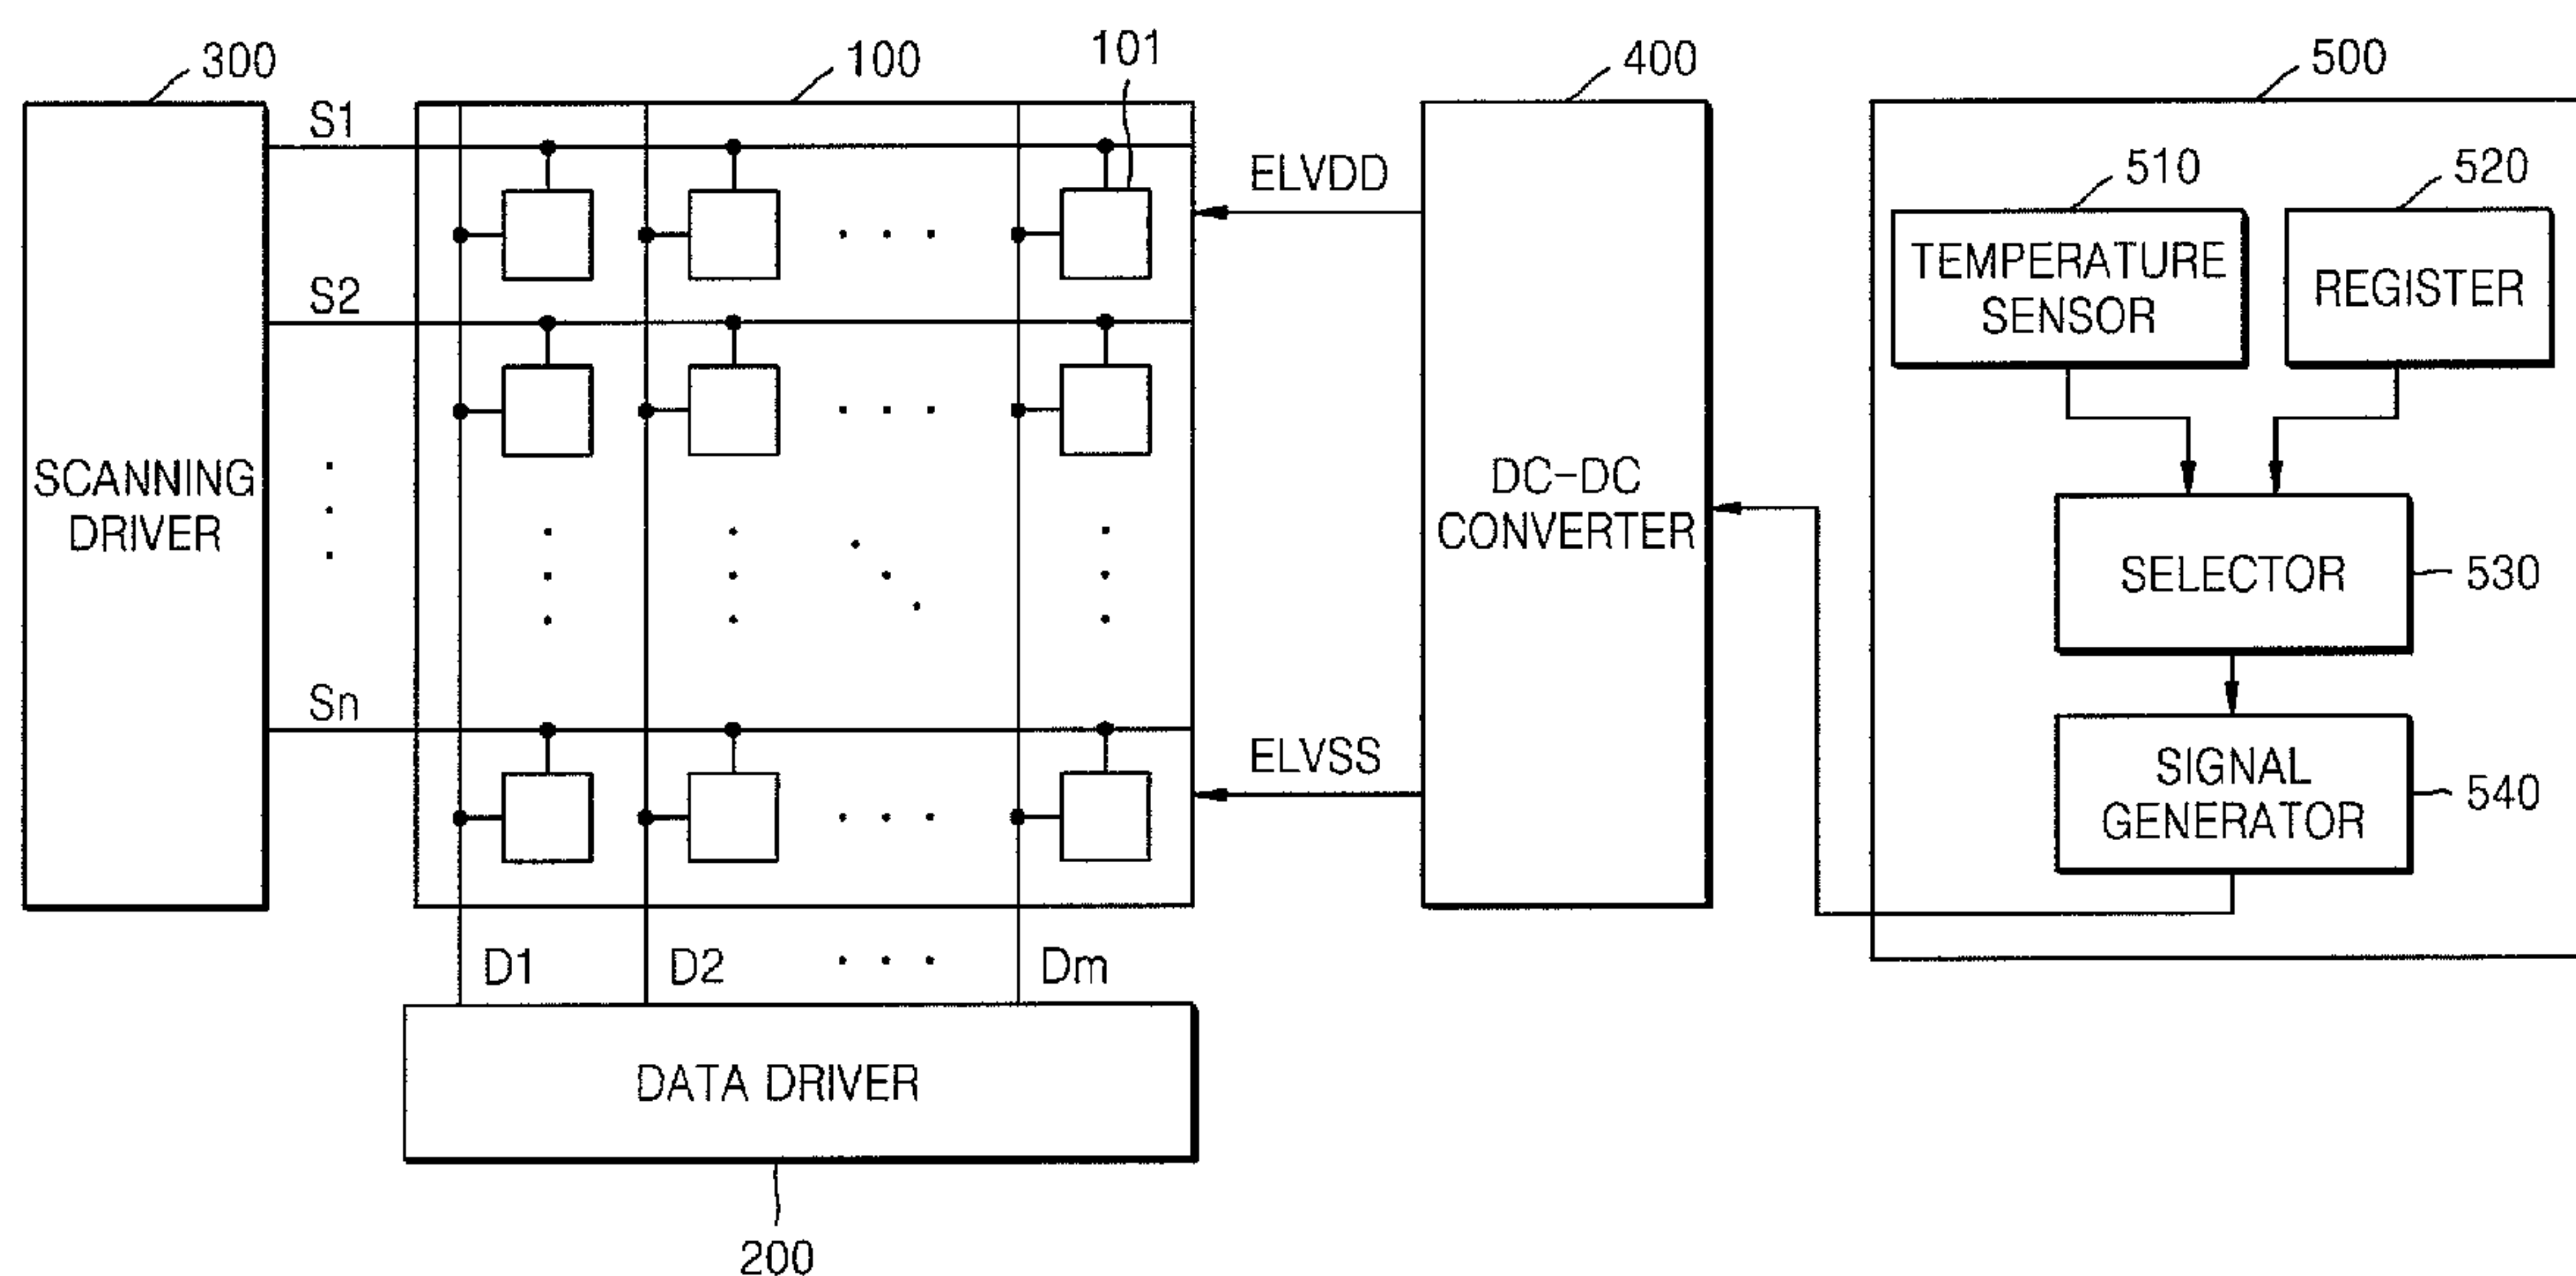 300
100
101
400
500
S1
ELVDD
510
520
TEMPERATURE
SENSOR
REGISTER
S2
SCANNING
DRIVER
DC-DC
CONVERTER
SELECTOR
530
Sn
ELVSS
SIGNAL
GENERATOR
540
D1
D2
Dm
DATA DRIVER
200